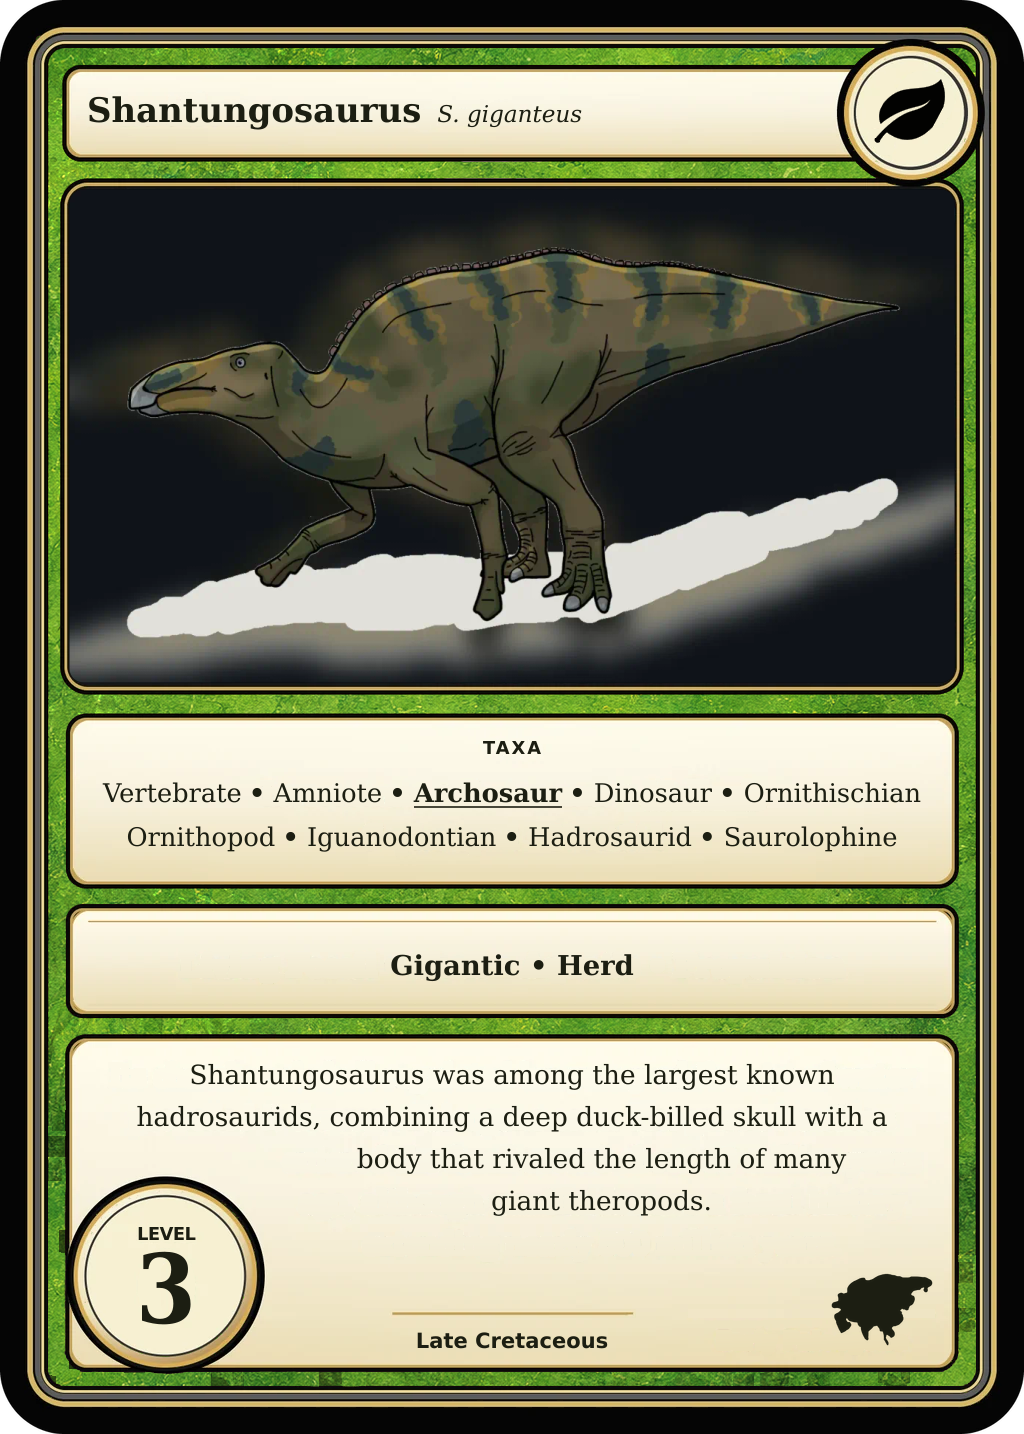 Shantungosaurus S. giganteus
TAXA
Vertebrate • Amniote • Archosaur • Dinosaur • Ornithischian
Ornithopod • Iguanodontian • Hadrosaurid • Saurolophine
Gigantic • Herd
Shantungosaurus was among the largest known
hadrosaurids, combining a deep duck-billed skull with a
body that rivaled the length of many
giant theropods.
LEVEL
3
Late Cretaceous